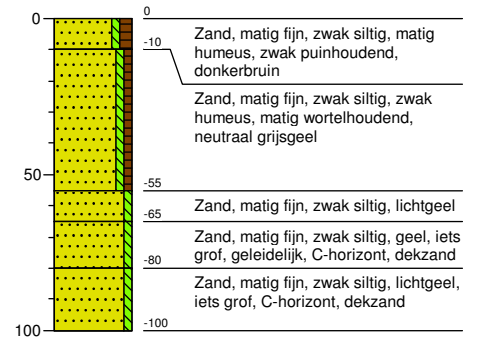 0
0
Zand, matig fijn, zwak siltig, matig
humeus, zwak puinhoudend,
donkerbruin
-10
Zand, matig fijn, zwak siltig, zwak
humeus, matig wortelhoudend,
neutraal grijsgeel
50
-55
Zand, matig fijn, zwak siltig, lichtgeel
-65
Zand, matig fijn, zwak siltig, geel, iets
grof, geleidelijk, C-horizont, dekzand
-80
Zand, matig fijn, zwak siltig, lichtgeel,
iets grof, C-horizont, dekzand
100
-100